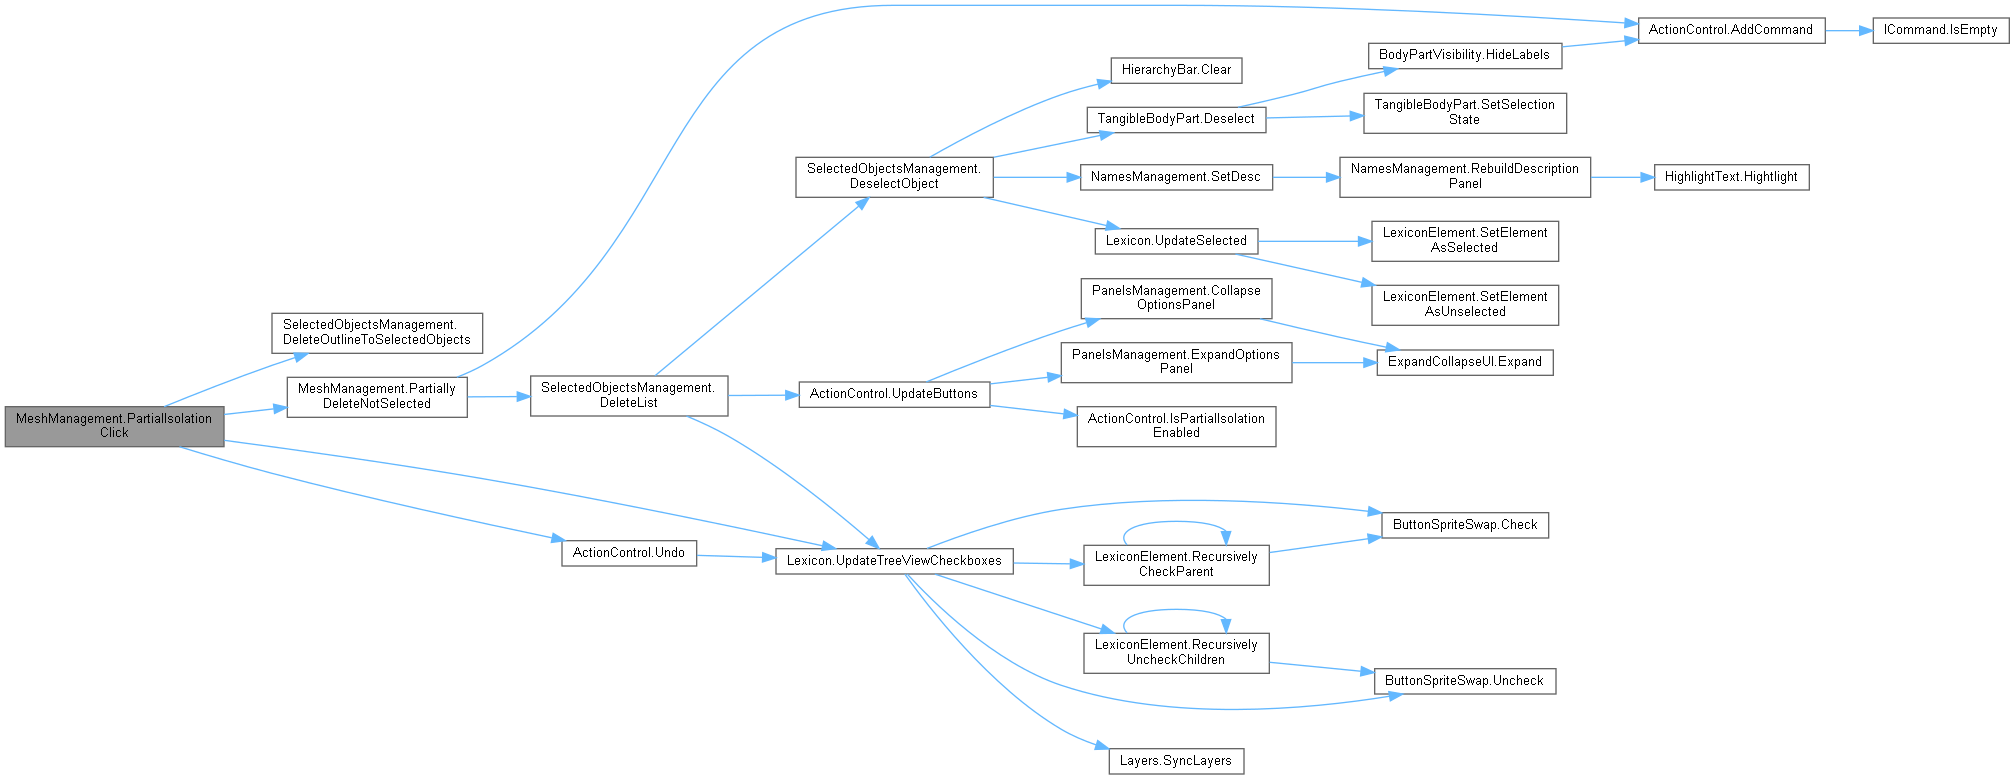 MeshManagement.PartialIsolation
Click
SelectedObjectsManagement.
DeleteOutlineToSelectedObjects
MeshManagement.Partially
DeleteNotSelected
ActionControl.Undo
SelectedObjectsManagement.
DeleteList
SelectedObjectsManagement.
DeselectObject
ActionControl.UpdateButtons
Lexicon.UpdateTreeViewCheckboxes
HierarchyBar.Clear
TangibleBodyPart.Deselect
NamesManagement.SetDesc
Lexicon.UpdateSelected
PanelsManagement.Collapse
OptionsPanel
PanelsManagement.ExpandOptions
Panel
ActionControl.IsPartialIsolation
Enabled
LexiconElement.Recursively
CheckParent
LexiconElement.Recursively
UncheckChildren
Layers.SyncLayers
BodyPartVisibility.HideLabels
TangibleBodyPart.SetSelection
State
NamesManagement.RebuildDescription
Panel
LexiconElement.SetElement
AsSelected
LexiconElement.SetElement
AsUnselected
ExpandCollapseUI.Expand
ButtonSpriteSwap.Check
ButtonSpriteSwap.Uncheck
ActionControl.AddCommand
HighlightText.Hightlight
ICommand.IsEmpty